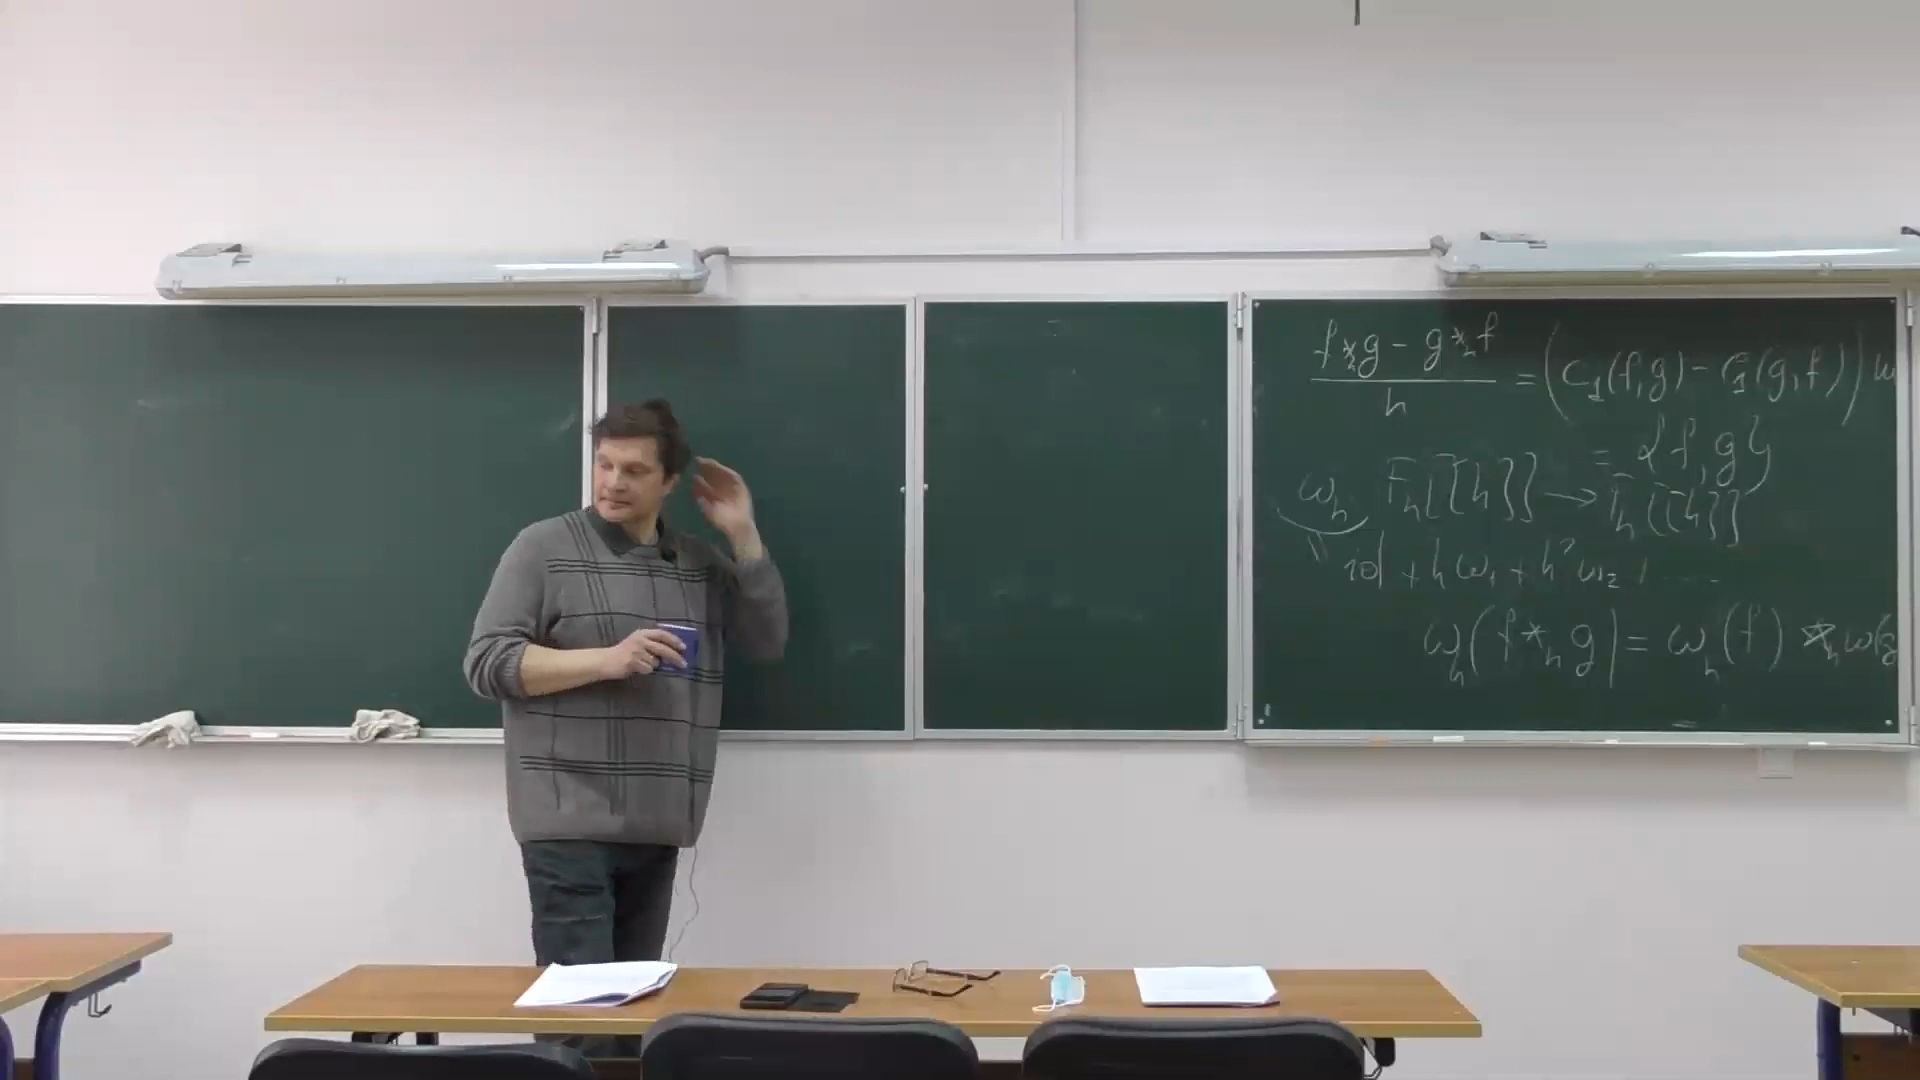 f *ₕ g - g *ₕ f
/ h = (C₁(f,g) - C₁(g,f))
= {f,g}
ωₕ Fₕ[[h]] → Fₕ[[h]]
|| id + hω₁ + h²ω₂ + ....
ωₕ(f *ₕ g) = ωₕ(f) *ₕ ω(g